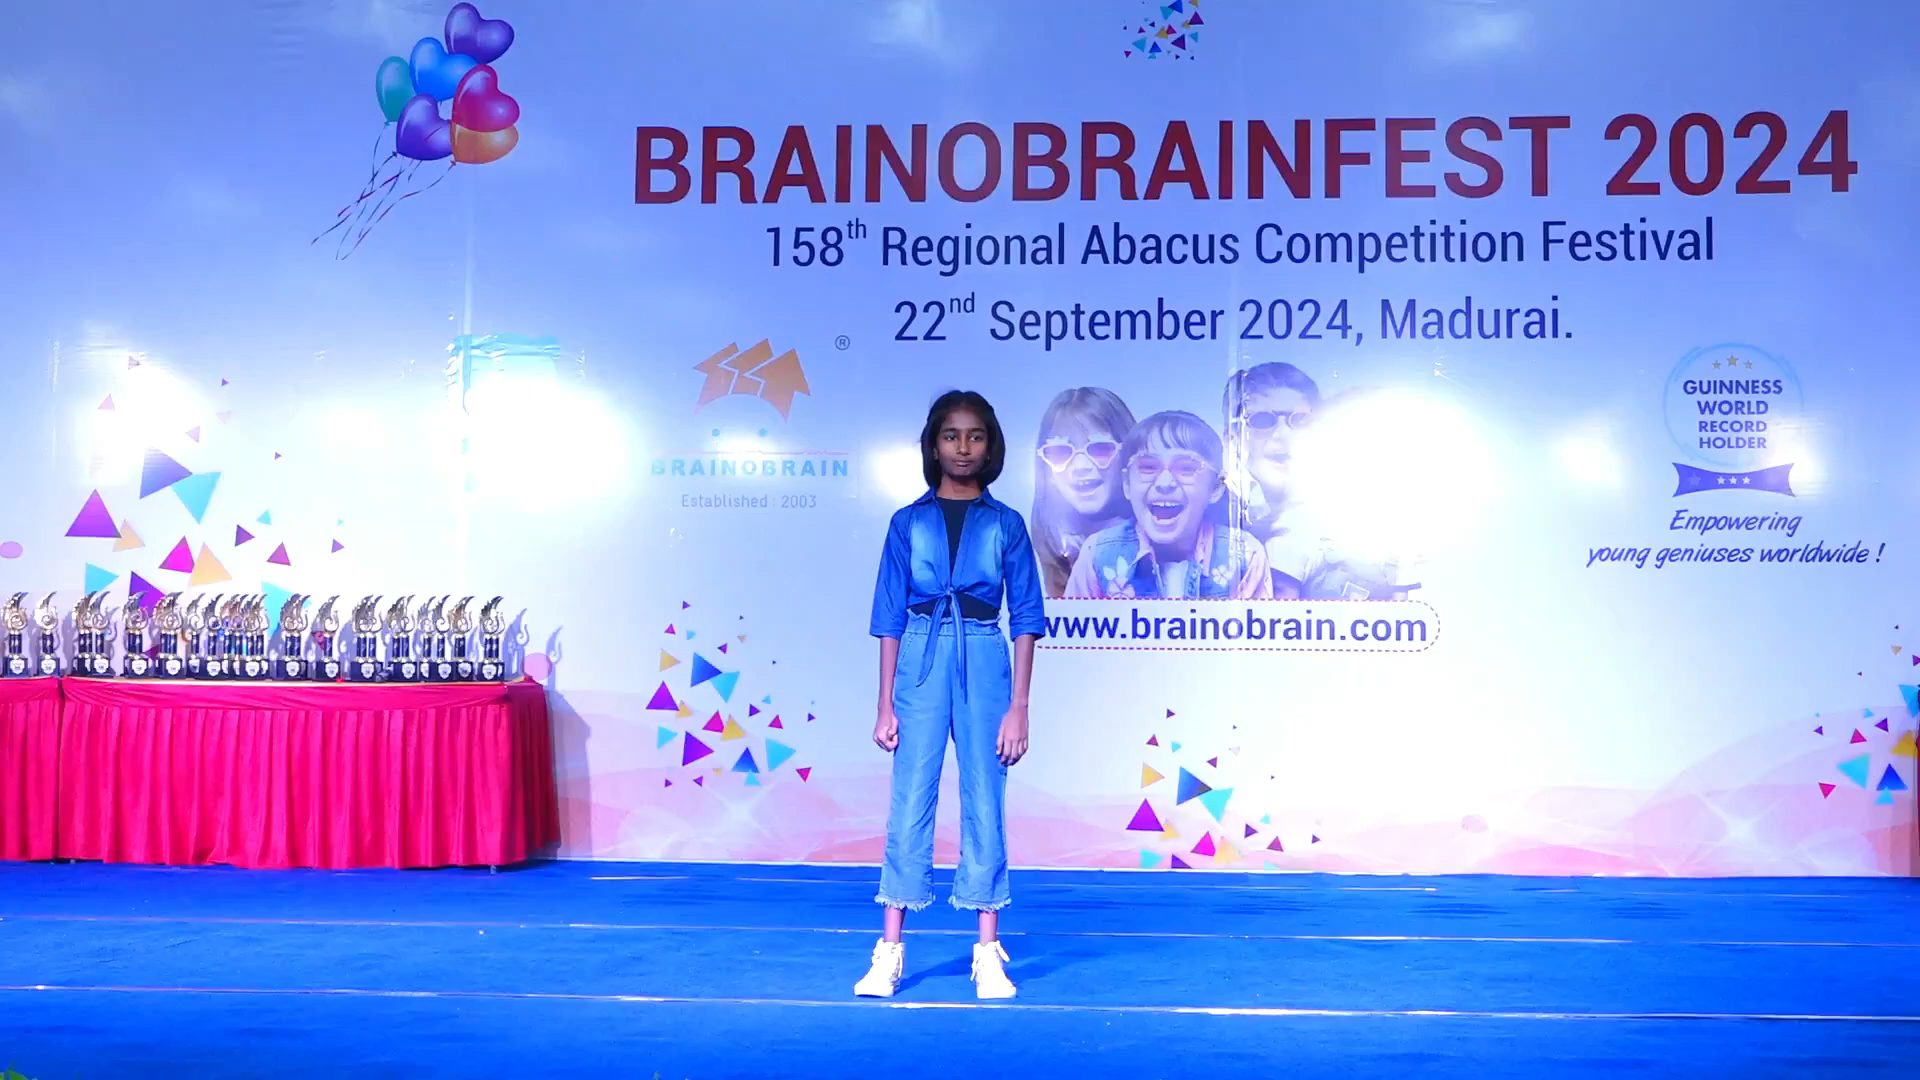 BRAINOBRAINFEST 2024
158th Regional Abacus Competition Festival
22nd September 2024, Madurai.
®
BRAINOBRAIN
Established : 2003
GUINNESS
WORLD
RECORD
HOLDER
Empowering
young geniuses worldwide !
www.brainobrain.com